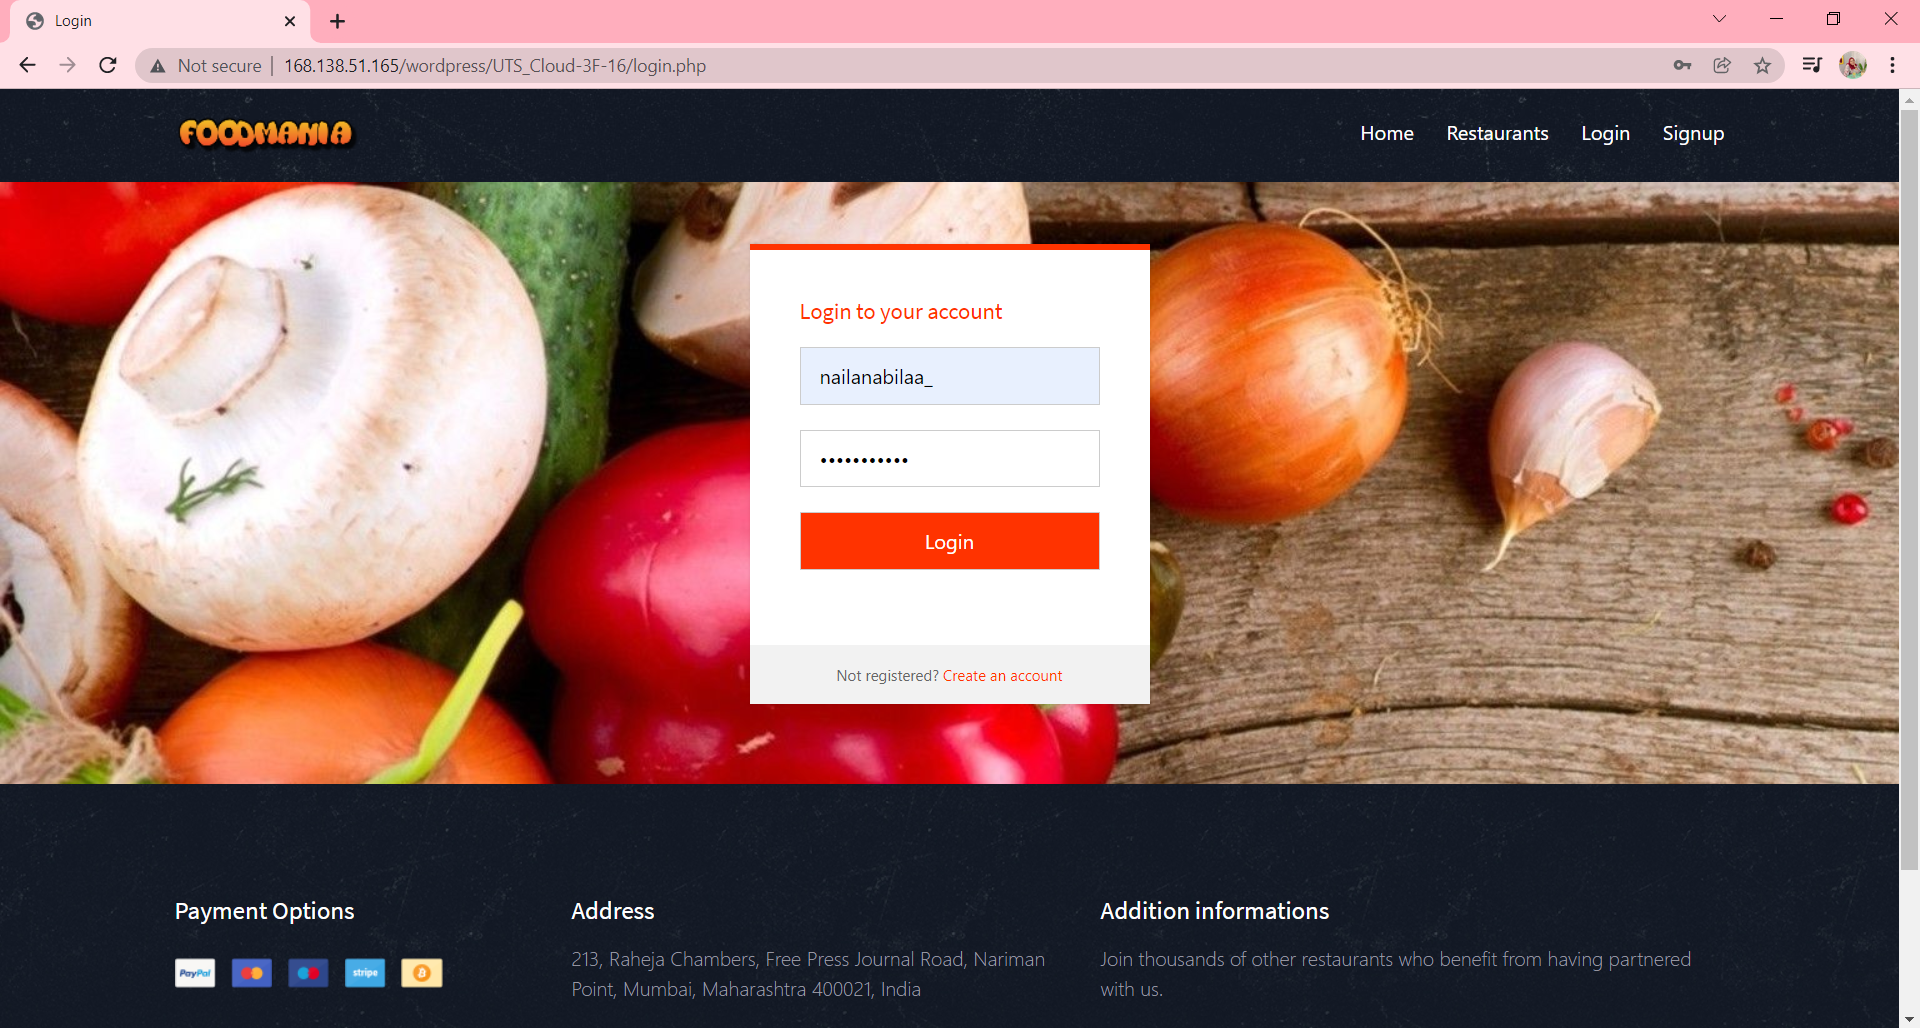 Login
Not secure | 168.138.51.165/wordpress/UTS_Cloud-3F-16/login.php
FOODMANIA
Home Restaurants Login Signup
Login to your account
nailanabilaa_
•••••••••••
Login
Not registered? Create an account
Payment Options
PayPal stripe
Address
213, Raheja Chambers, Free Press Journal Road, Nariman
Point, Mumbai, Maharashtra 400021, India
Addition informations
Join thousands of other restaurants who benefit from having partnered
with us.